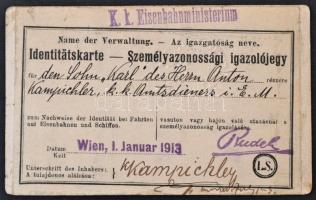 K. k. Eisenbahnministerium
Name der Verwaltung. — Az igazgatóság neve.
Identitätskarte — Személyazonossági igazolójegy
für den Sohn „Karl" des Herrn Anton részére
Kampichler, k. k. Amtsdieners i. E. M.
zum Nachweise der Identität bei Fahrten auf Eisenbahnen und Schiffen.
vasuton vagy hajón való utazásnál a személyazonosság igazolására.
Datum
Kelt
Wien, 1. Januar 1913
Unterschrift des Inhabers:
A tulajdonos aláírása:
L.S.